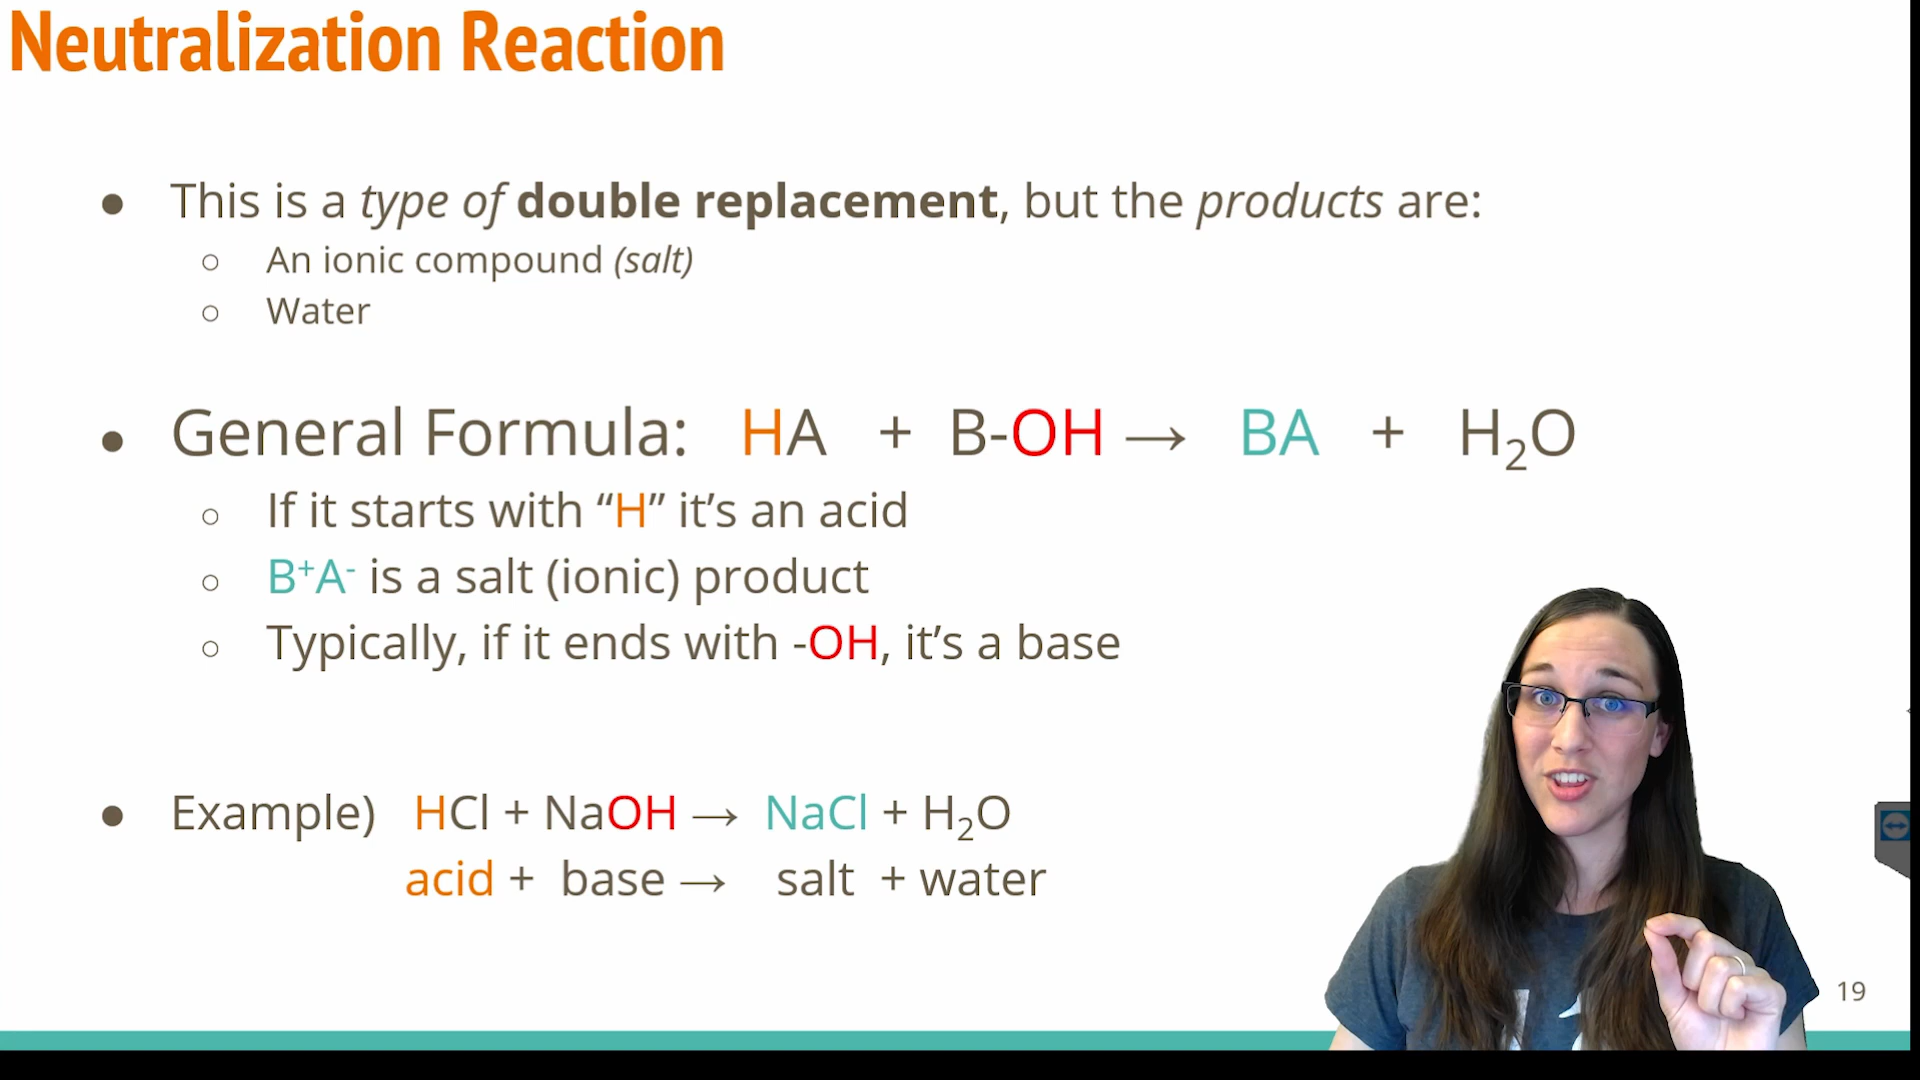 Neutralization Reaction
● This is a type of double replacement, but the products are:
○ An ionic compound (salt)
○ Water
● General Formula: HA + B-OH → BA + H₂O
○ If it starts with “H” it’s an acid
○ B⁺A⁻ is a salt (ionic) product
○ Typically, if it ends with -OH, it’s a base
● Example) HCl + NaOH → NaCl + H₂O
acid + base → salt + water
19